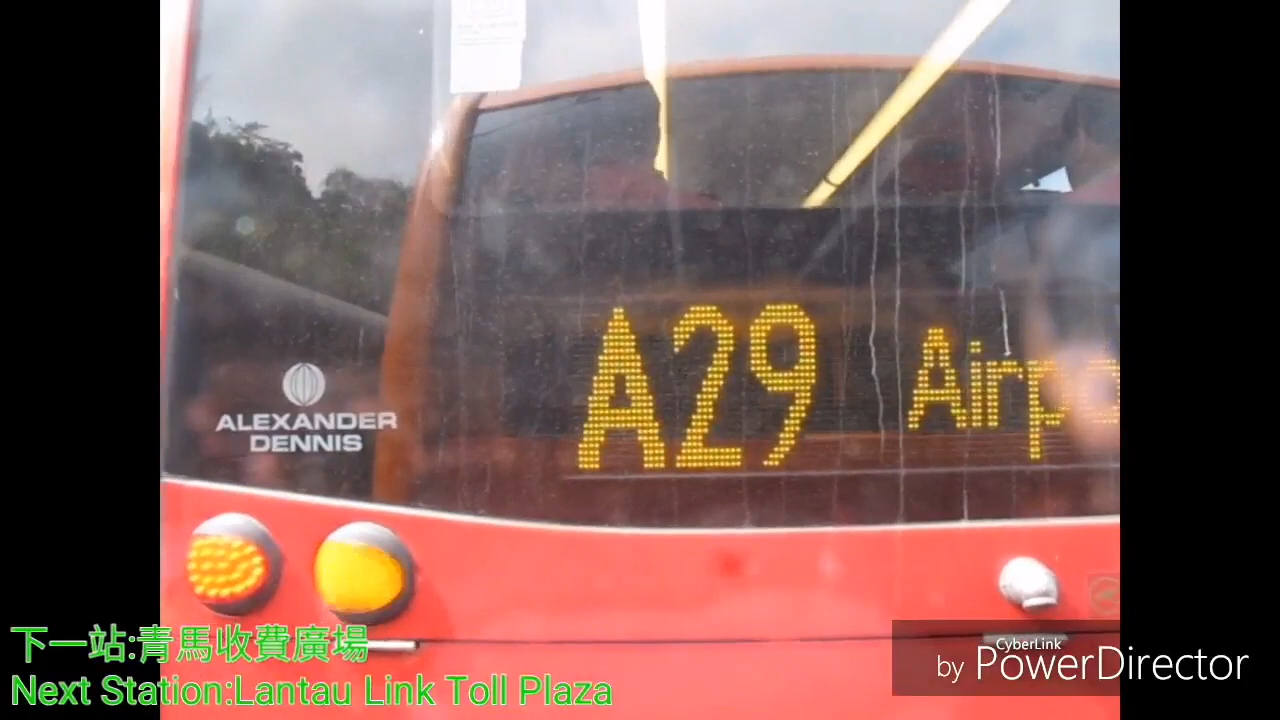 ALEXANDER
DENNIS
A29 Airpo
下一站:青馬收費廣場
Next Station:Lantau Link Toll Plaza
CyberLink
by PowerDirector